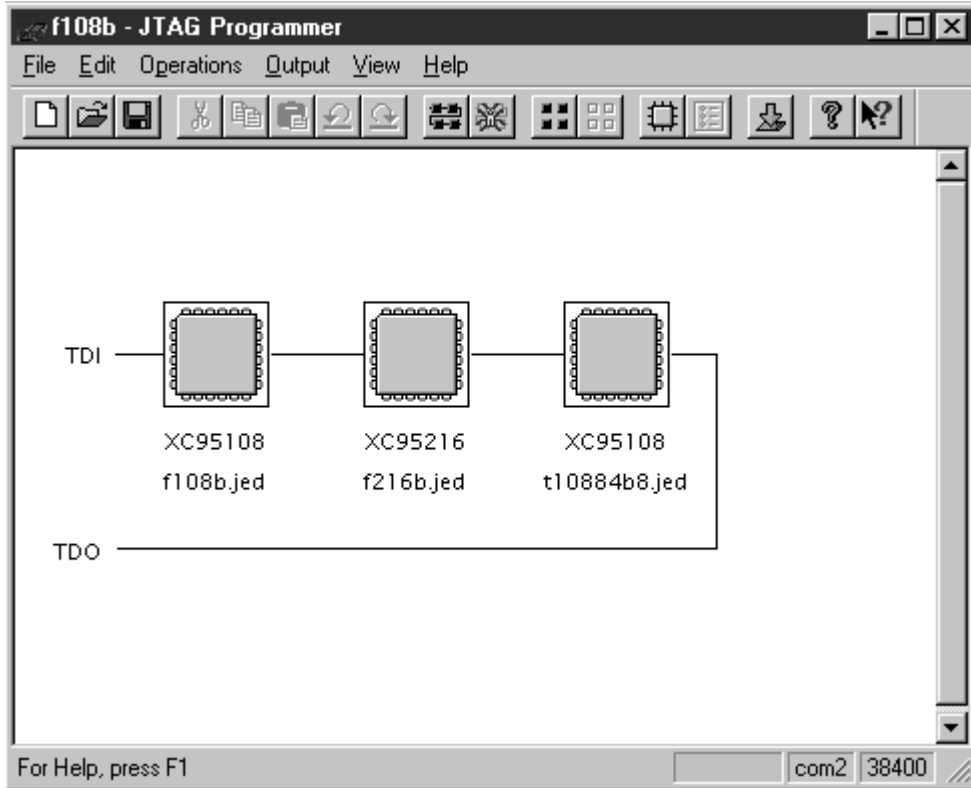 f108b - JTAG Programmer
File Edit Operations Output View Help
TDI
XC95108 XC95216 XC95108
f108b.jed f216b.jed t10884b8.jed
TDO
For Help, press F1 com2 38400